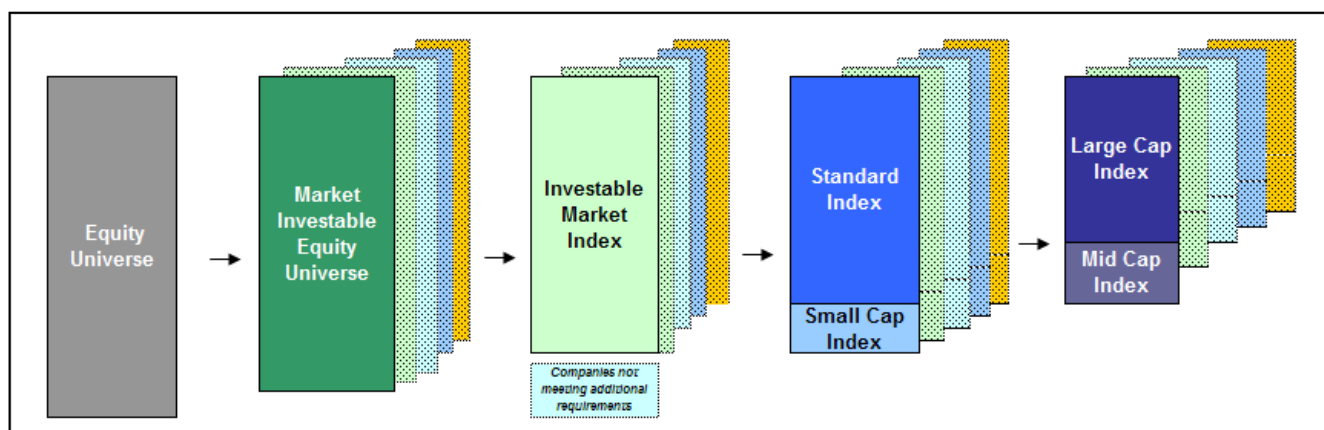 Equity
Universe
Market
Investable
Equity
Universe
Investable
Market
Index
Companies not
meeting additional
requirements
Standard
Index
Small Cap
Index
Large Cap
Index
Mid Cap
Index